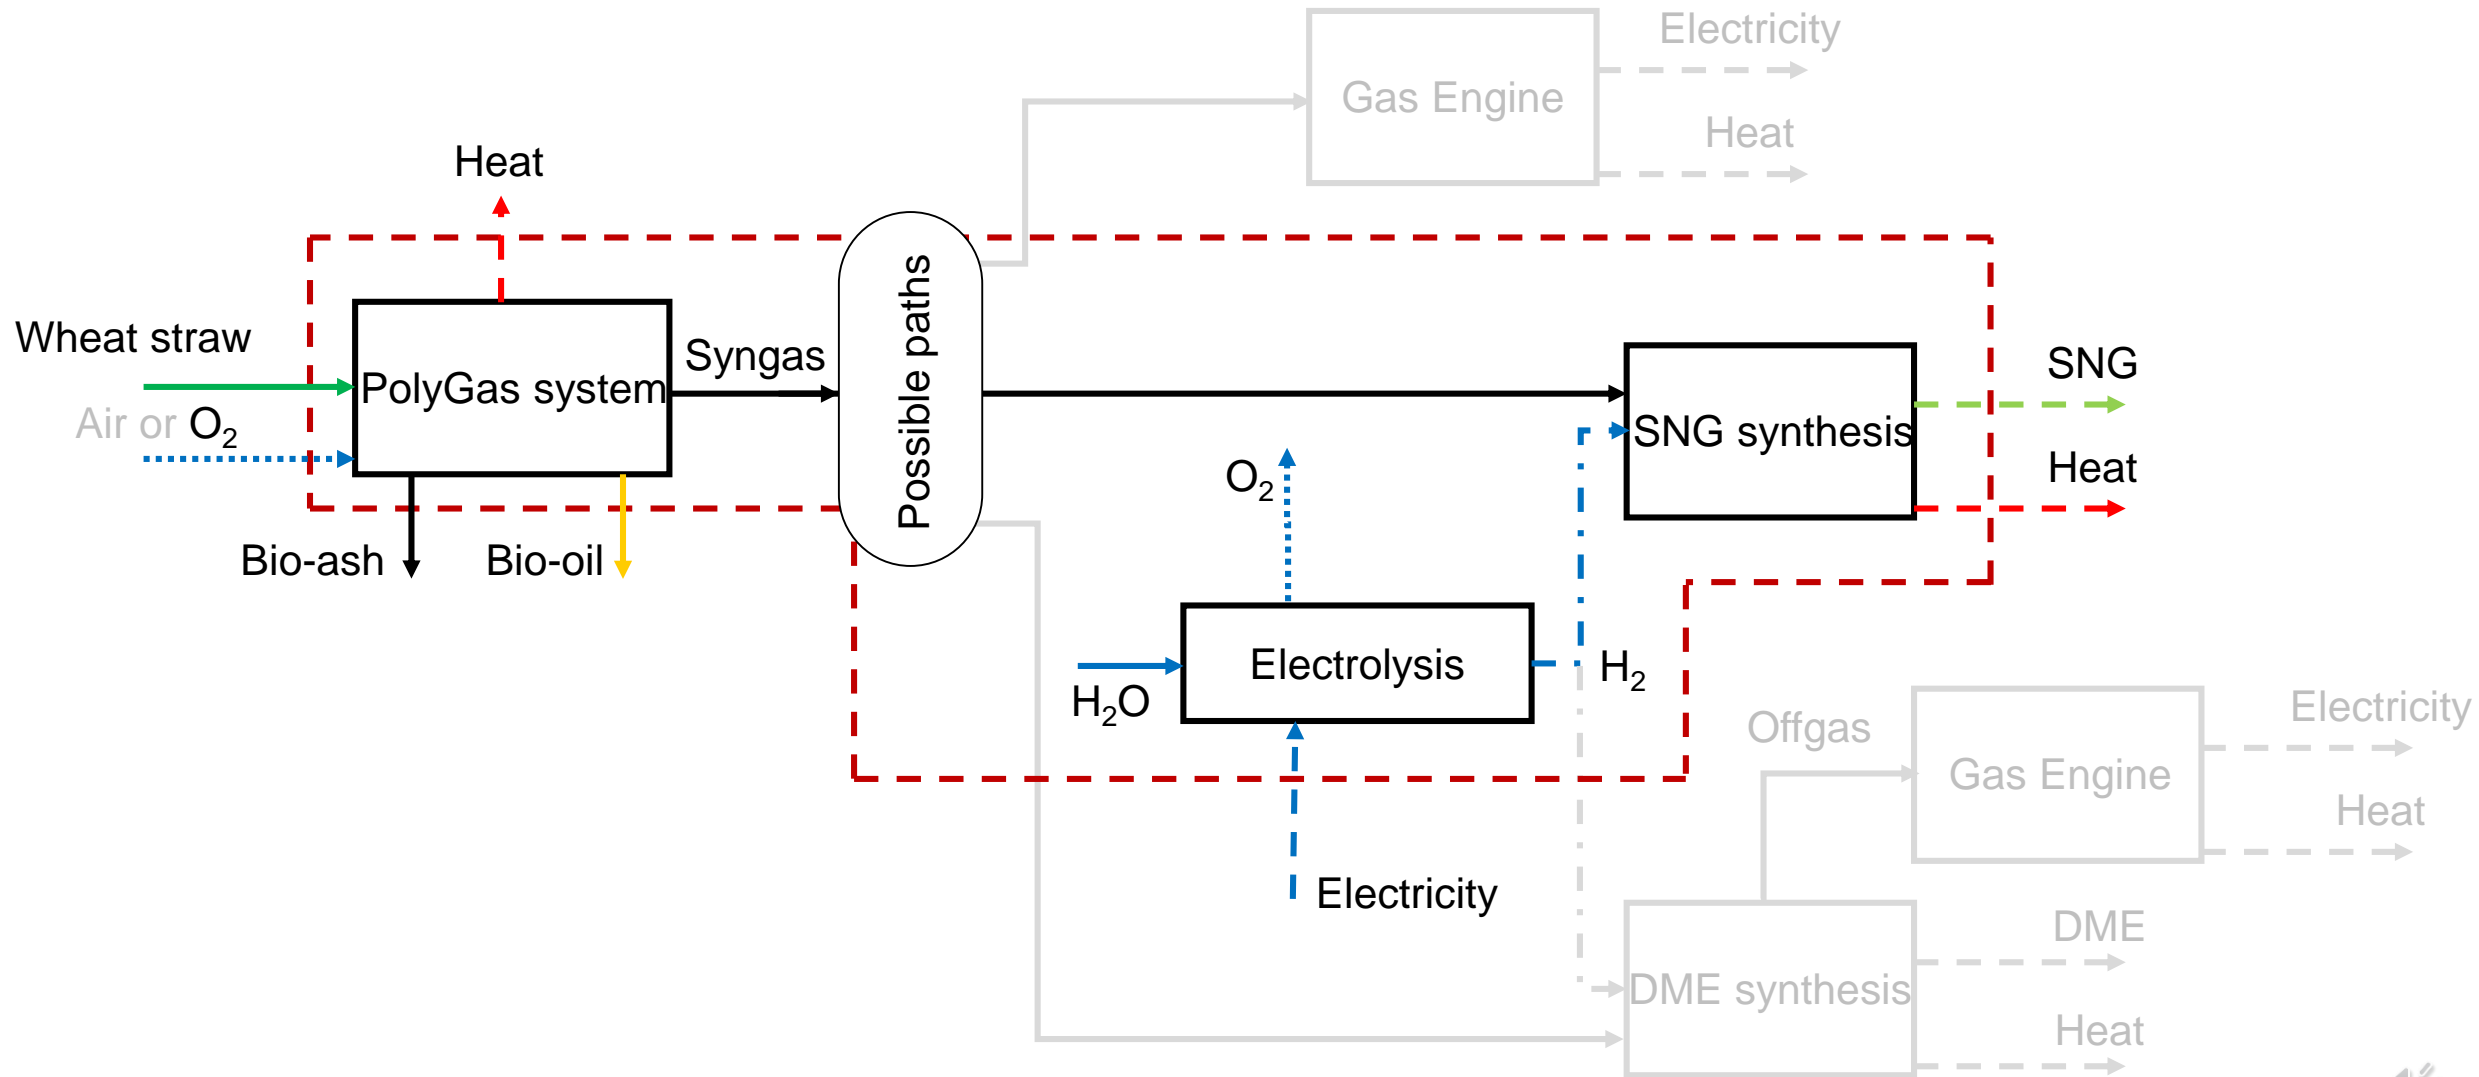 Electricity
Gas Engine
Heat
Heat
Possible paths
Wheat straw
Syngas
SNG
PolyGas system
Air or O₂
SNG synthesis
O₂
Heat
Bio-ash
Bio-oil
Electrolysis
H₂
H₂O
Electricity
Offgas
Gas Engine
Heat
Electricity
DME
DME synthesis
Heat